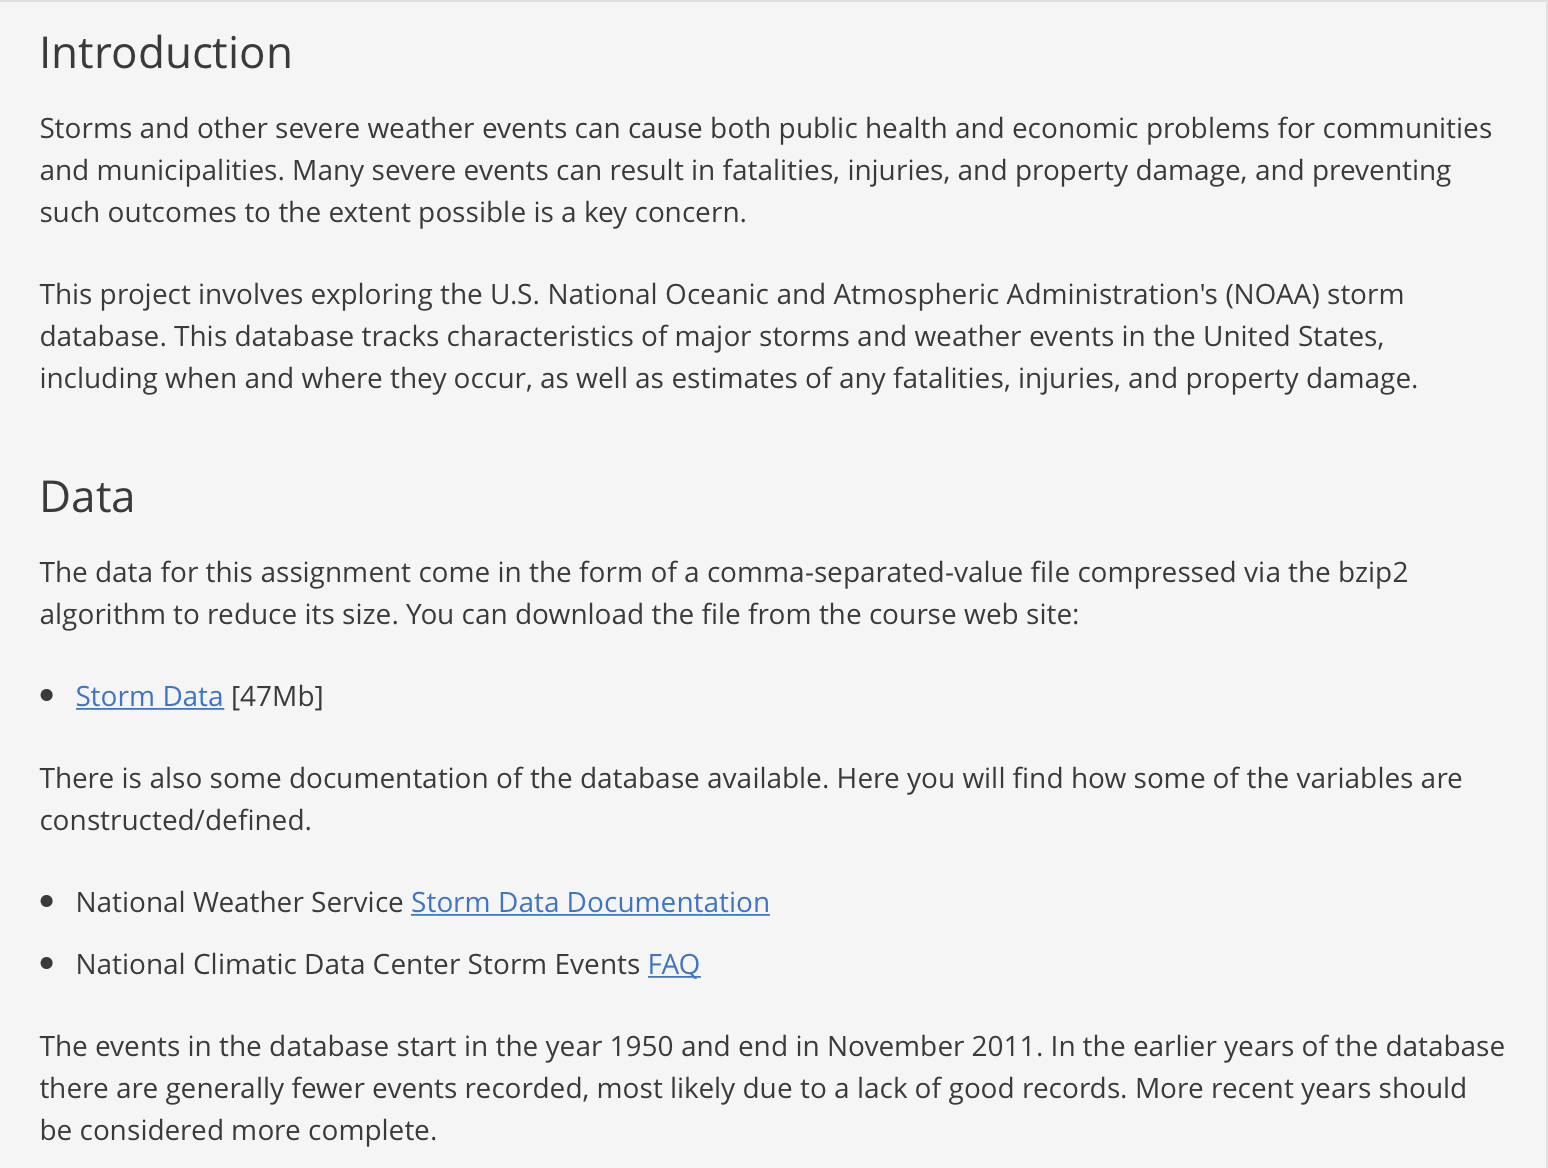 Introduction
Storms and other severe weather events can cause both public health and economic problems for communities
and municipalities. Many severe events can result in fatalities, injuries, and property damage, and preventing
such outcomes to the extent possible is a key concern.
This project involves exploring the U.S. National Oceanic and Atmospheric Administration's (NOAA) storm
database. This database tracks characteristics of major storms and weather events in the United States,
including when and where they occur, as well as estimates of any fatalities, injuries, and property damage.
Data
The data for this assignment come in the form of a comma-separated-value file compressed via the bzip2
algorithm to reduce its size. You can download the file from the course web site:
• Storm Data [47Mb]
There is also some documentation of the database available. Here you will find how some of the variables are
constructed/defined.
• National Weather Service Storm Data Documentation
• National Climatic Data Center Storm Events FAQ
The events in the database start in the year 1950 and end in November 2011. In the earlier years of the database
there are generally fewer events recorded, most likely due to a lack of good records. More recent years should
be considered more complete.